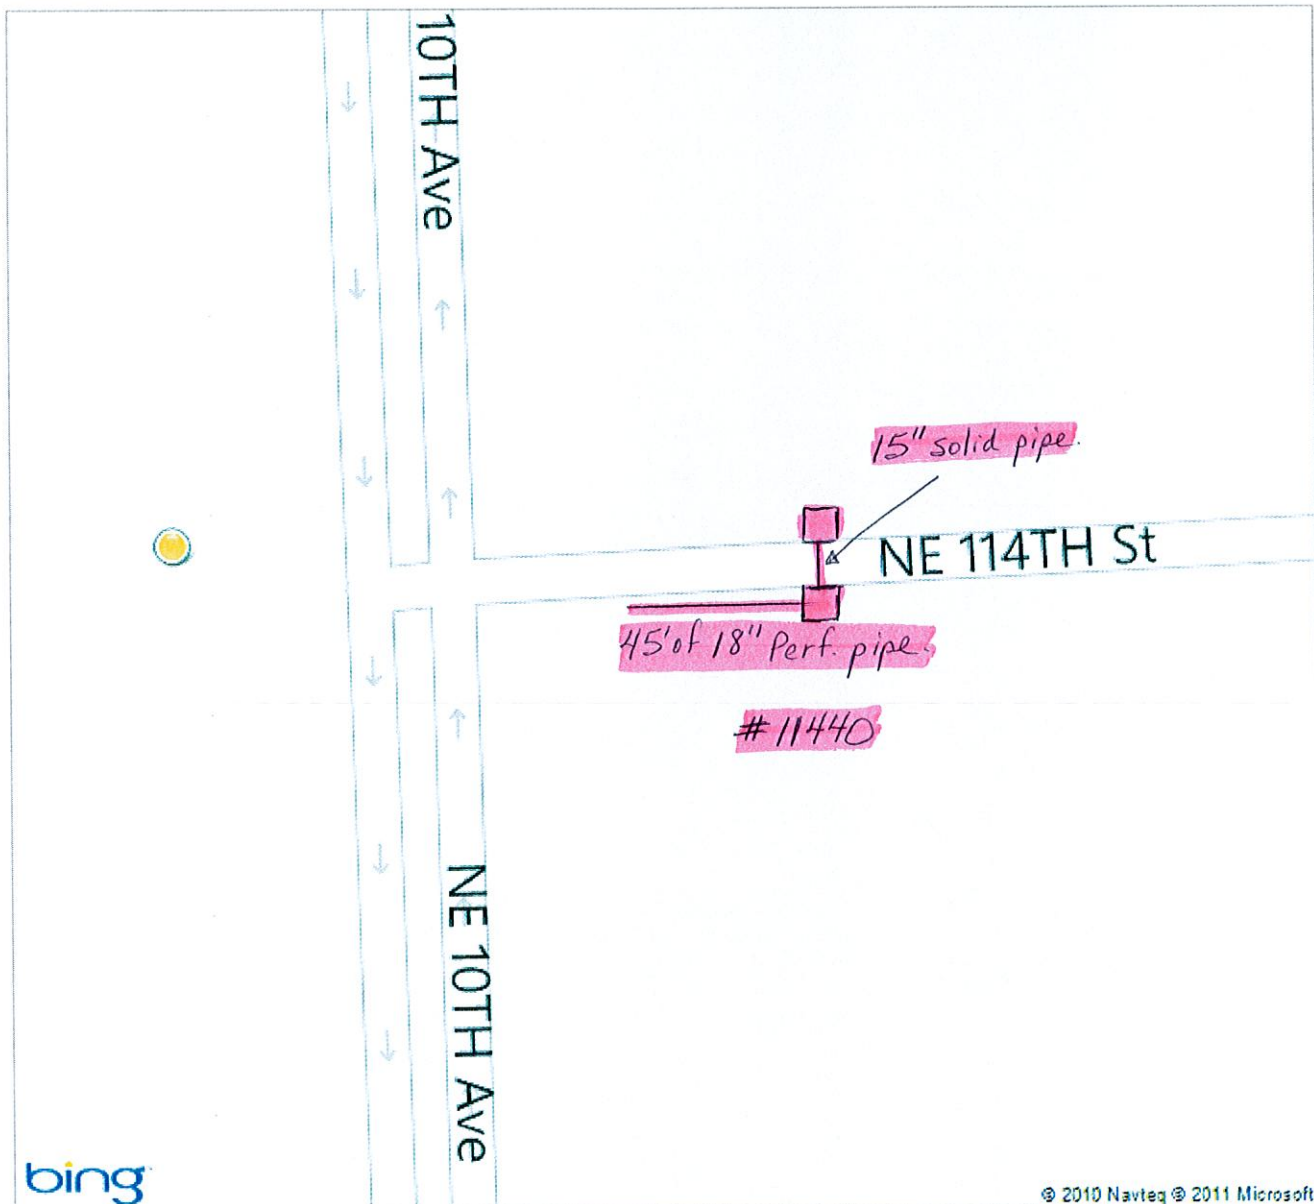 10TH Ave
15" solid pipe.
NE 114TH St
45' of 18" Perf. pipe.
#11440
NE 10TH Ave
bing
© 2010 Navteq © 2011 Microsoft